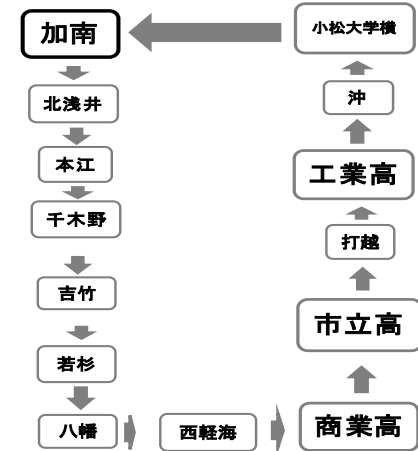 加南
北浅井
本江
千木野
吉竹
若杉
八幡
西軽海
商業高
市立高
打越
工業高
沖
小松大学横